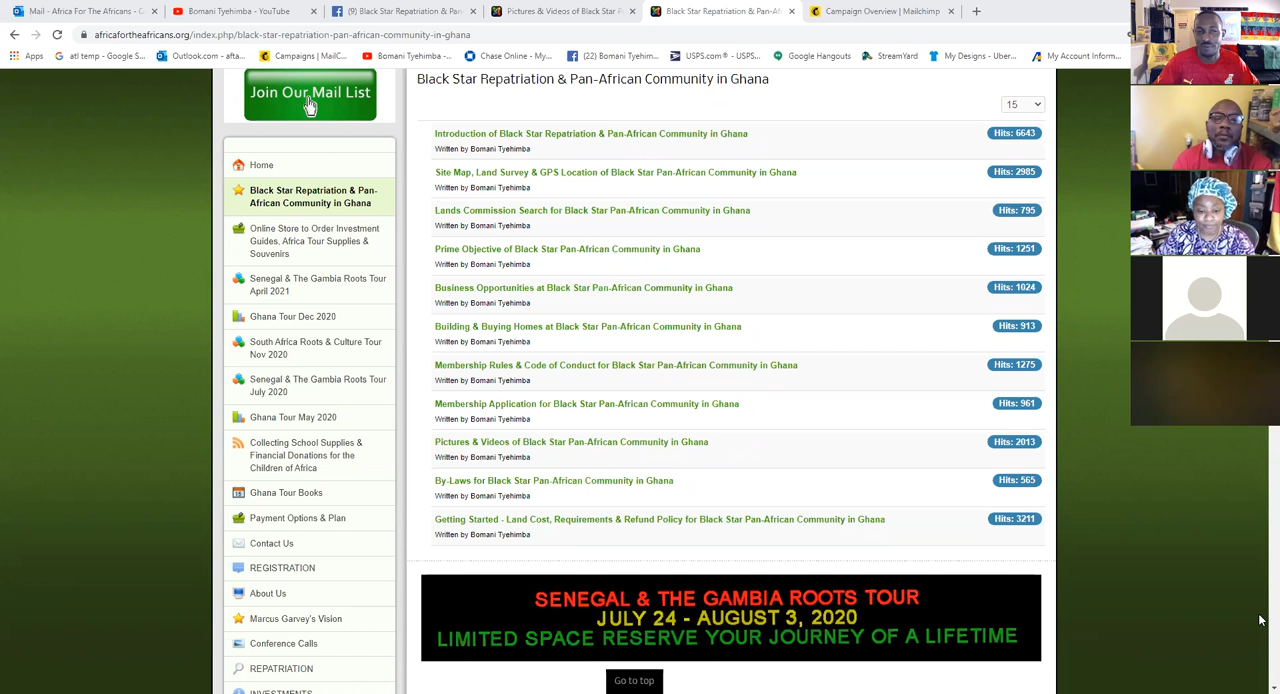 Mail - Africa For The Africans - O
Bomani Tyehimba - YouTube
(9) Black Star Repatriation & Pan
Pictures & Videos of Black Star P
Black Star Repatriation & Pan-Af
Campaign Overview | Mailchimp
africafortheafricans.org/index.php/black-star-repatriation-pan-african-community-in-ghana
Apps
atl temp - Google S...
Outlook.com - afta...
Campaigns | MailC...
Bomani Tyehimba -...
Chase Online - My...
(22) Bomani Tyehim...
USPS.com® - USPS...
Google Hangouts
StreamYard
My Designs - Uber...
My Account Inform...
Join Our Mail List
Home
Black Star Repatriation & Pan-
African Community in Ghana
Online Store to Order Investment
Guides, Africa Tour Supplies &
Souvenirs
Senegal & The Gambia Roots Tour
April 2021
Ghana Tour Dec 2020
South Africa Roots & Culture Tour
Nov 2020
Senegal & The Gambia Roots Tour
July 2020
Ghana Tour May 2020
Collecting School Supplies &
Financial Donations for the
Children of Africa
Ghana Tour Books
Payment Options & Plan
Contact Us
REGISTRATION
About Us
Marcus Garvey's Vision
Conference Calls
REPATRIATION
INVESTMENTS
Black Star Repatriation & Pan-African Community in Ghana
15
Introduction of Black Star Repatriation & Pan-African Community in Ghana
Hits: 6643
Written by Bomani Tyehimba
Site Map, Land Survey & GPS Location of Black Star Pan-African Community in Ghana
Hits: 2985
Written by Bomani Tyehimba
Lands Commission Search for Black Star Pan-African Community in Ghana
Hits: 795
Written by Bomani Tyehimba
Prime Objective of Black Star Pan-African Community in Ghana
Hits: 1251
Written by Bomani Tyehimba
Business Opportunities at Black Star Pan-African Community in Ghana
Hits: 1024
Written by Bomani Tyehimba
Building & Buying Homes at Black Star Pan-African Community in Ghana
Hits: 913
Written by Bomani Tyehimba
Membership Rules & Code of Conduct for Black Star Pan-African Community in Ghana
Hits: 1275
Written by Bomani Tyehimba
Membership Application for Black Star Pan-African Community in Ghana
Hits: 961
Written by Bomani Tyehimba
Pictures & Videos of Black Star Pan-African Community in Ghana
Hits: 2013
Written by Bomani Tyehimba
By-Laws for Black Star Pan-African Community in Ghana
Hits: 565
Written by Bomani Tyehimba
Getting Started - Land Cost, Requirements & Refund Policy for Black Star Pan-African Community in Ghana
Hits: 3211
Written by Bomani Tyehimba
SENEGAL & THE GAMBIA ROOTS TOUR
JULY 24 - AUGUST 3, 2020
LIMITED SPACE RESERVE YOUR JOURNEY OF A LIFETIME
Go to top